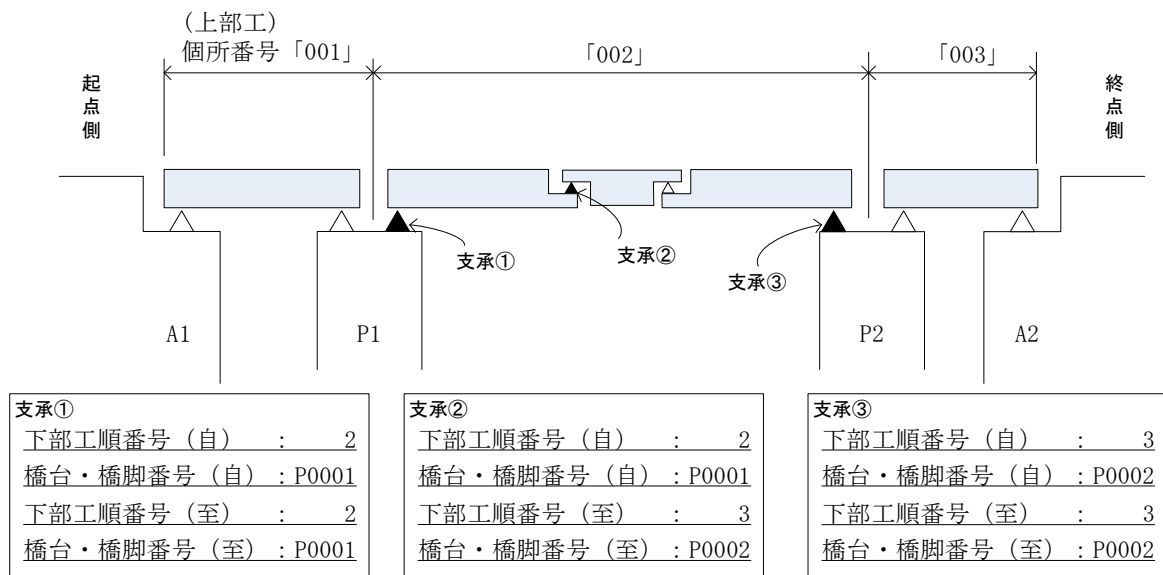 (上部工)
個所番号「001」
「002」
「003」
起点側
終点側
支承①
支承②
支承③
A1
P1
P2
A2
支承①
下部工順番号（自） : 2
橋台・橋脚番号（自） : P0001
下部工順番号（至） : 2
橋台・橋脚番号（至） : P0001
支承②
下部工順番号（自） : 2
橋台・橋脚番号（自） : P0001
下部工順番号（至） : 3
橋台・橋脚番号（至） : P0002
支承③
下部工順番号（自） : 3
橋台・橋脚番号（自） : P0002
下部工順番号（至） : 3
橋台・橋脚番号（至） : P0002